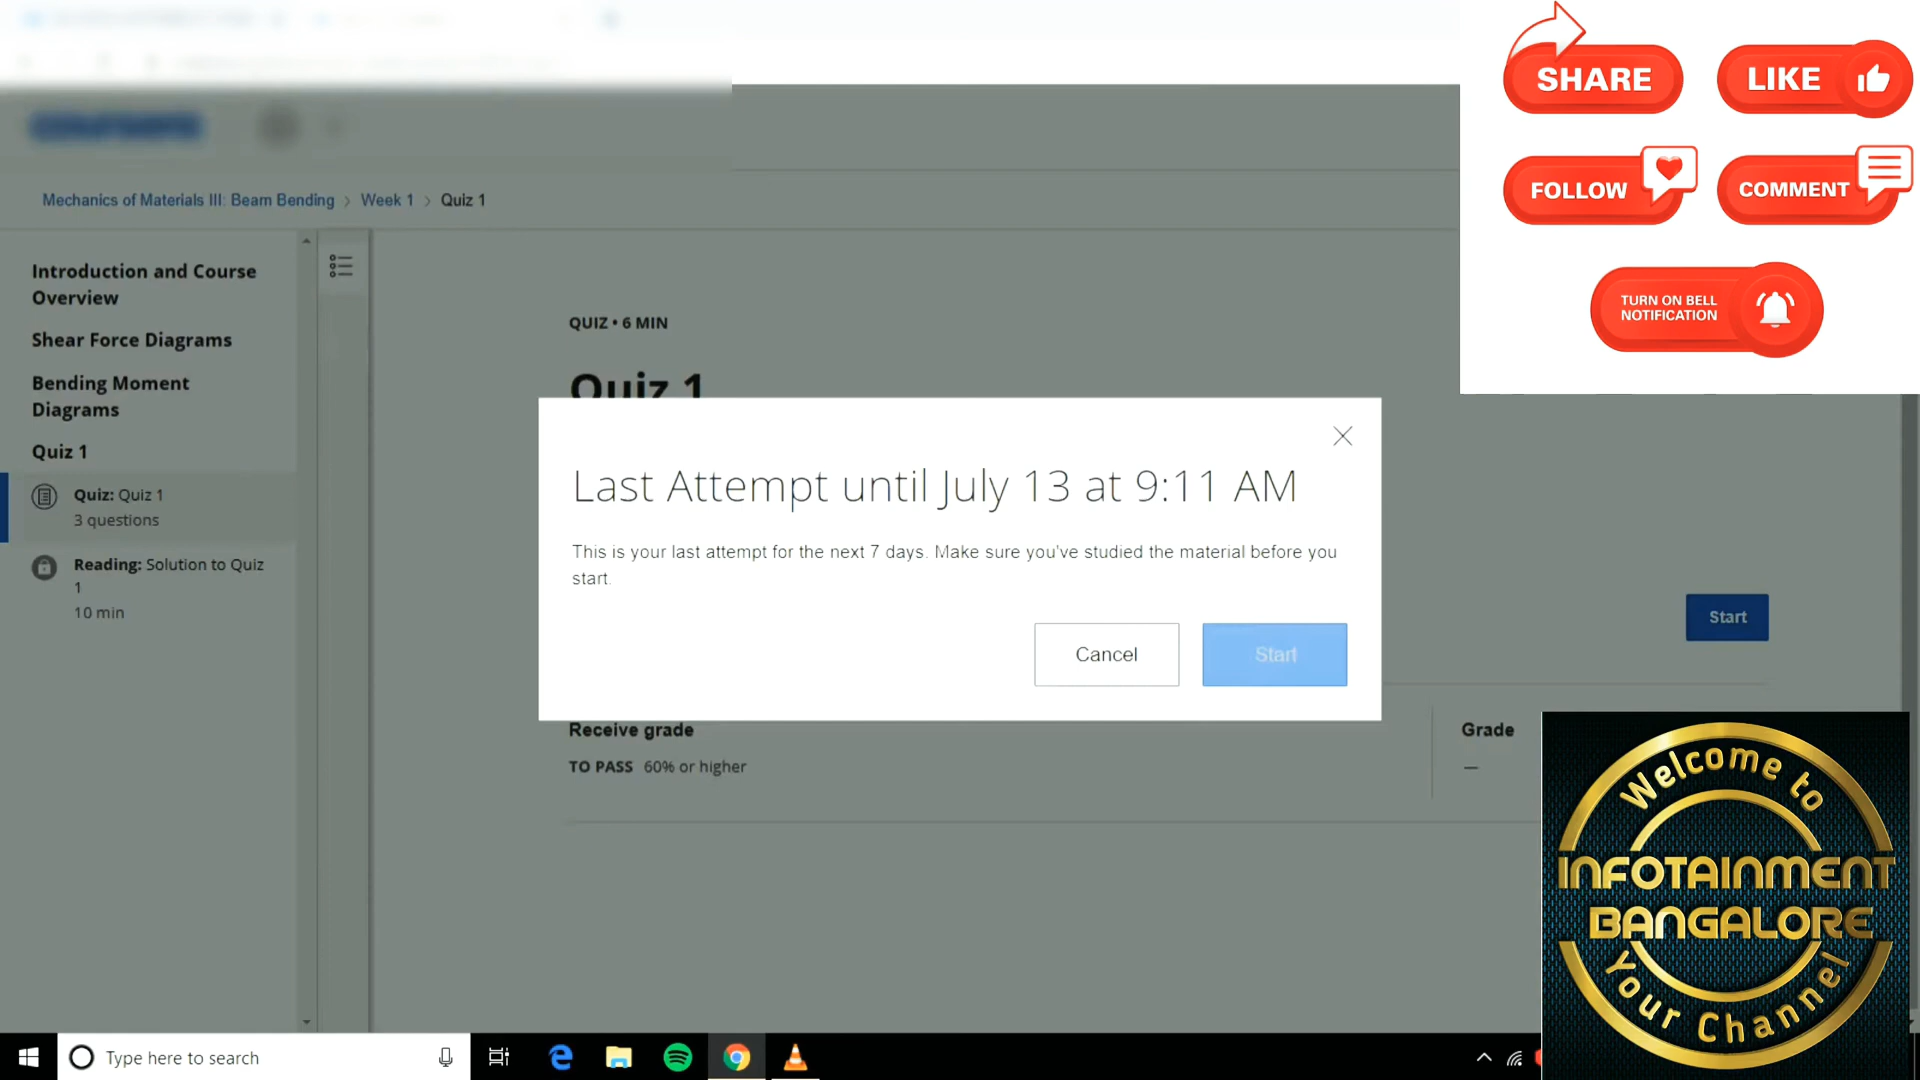 SHARE
LIKE
FOLLOW
COMMENT
TURN ON BELL
NOTIFICATION
Mechanics of Materials III: Beam Bending > Week 1 > Quiz 1
Introduction and Course
Overview
Shear Force Diagrams
Bending Moment
Diagrams
Quiz 1
Quiz: Quiz 1
3 questions
Reading: Solution to Quiz
1
10 min
QUIZ • 6 MIN
Quiz 1
Last Attempt until July 13 at 9:11 AM
This is your last attempt for the next 7 days. Make sure you've studied the material before you
start.
Cancel
Start
Start
Receive grade
Grade
TO PASS 60% or higher
—
Welcome to
INFOTAINMENT
BANGALORE
Your Channel
Type here to search